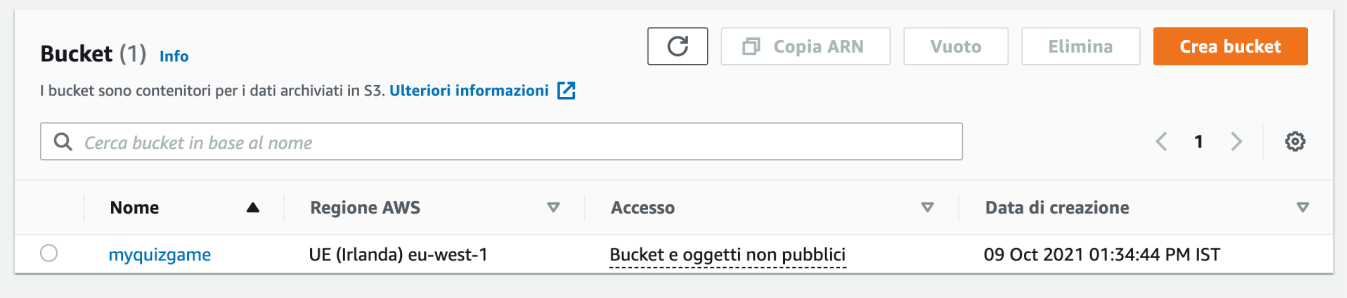 Bucket (1) Info
Copia ARN
Vuoto
Elimina
Crea bucket
I bucket sono contenitori per i dati archiviati in S3. Ulteriori informazioni
Cerca bucket in base al nome
1
Nome Regione AWS Accesso Data di creazione
myquizgame UE (Irlanda) eu-west-1 Bucket e oggetti non pubblici 09 Oct 2021 01:34:44 PM IST